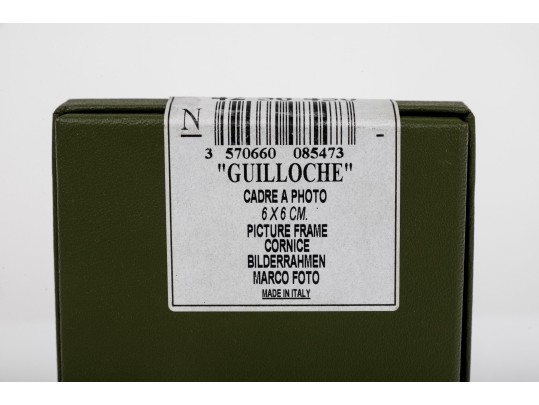 N
-
3 570660 085473
"GUILLOCHE"
CADRE A PHOTO
6 X 6 CM.
PICTURE FRAME
CORNICE
BILDERRAHMEN
MARCO FOTO
MADE IN ITALY